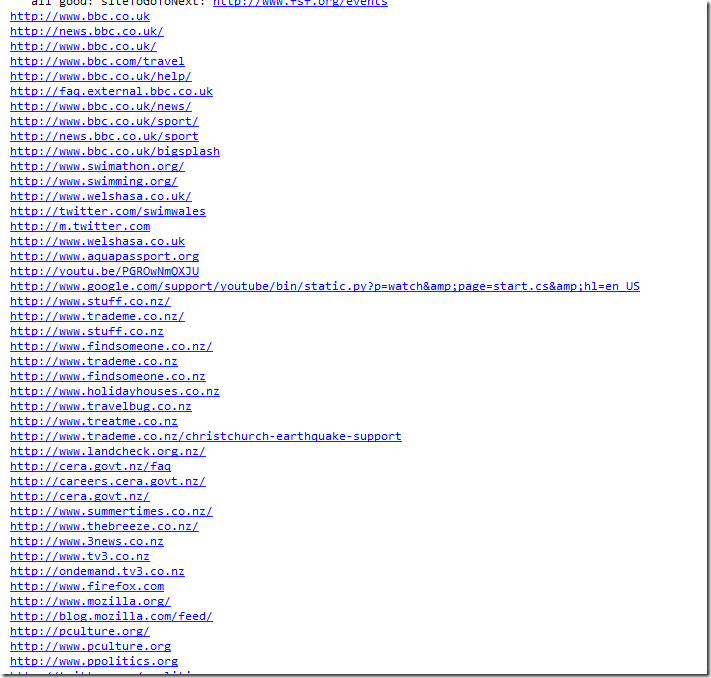 all good: siteToGoToNext: http://www.fsf.org/events
http://www.bbc.co.uk
http://news.bbc.co.uk/
http://www.bbc.co.uk/
http://www.bbc.com/travel
http://www.bbc.co.uk/help/
http://faq.external.bbc.co.uk
http://www.bbc.co.uk/news/
http://www.bbc.co.uk/sport/
http://news.bbc.co.uk/sport
http://www.bbc.co.uk/bigsplash
http://www.swimathon.org/
http://www.swimming.org/
http://www.welshasa.co.uk/
http://twitter.com/swimwales
http://m.twitter.com
http://www.welshasa.co.uk
http://www.aquapassport.org
http://youtu.be/PGROwNmQXJU
http://www.google.com/support/youtube/bin/static.py?p=watch&amp;page=start.cs&amp;hl=en_US
http://www.stuff.co.nz/
http://www.trademe.co.nz/
http://www.stuff.co.nz
http://www.findsomeone.co.nz/
http://www.trademe.co.nz
http://www.findsomeone.co.nz
http://www.holidayhouses.co.nz
http://www.travelbug.co.nz
http://www.treatme.co.nz
http://www.trademe.co.nz/christchurch-earthquake-support
http://www.landcheck.org.nz/
http://cera.govt.nz/faq
http://careers.cera.govt.nz/
http://cera.govt.nz/
http://www.summertimes.co.nz/
http://www.thebreeze.co.nz/
http://www.3news.co.nz
http://www.tv3.co.nz
http://ondemand.tv3.co.nz
http://www.firefox.com
http://www.mozilla.org/
http://blog.mozilla.com/feed/
http://pculture.org/
http://www.pculture.org
http://www.ppolitics.org